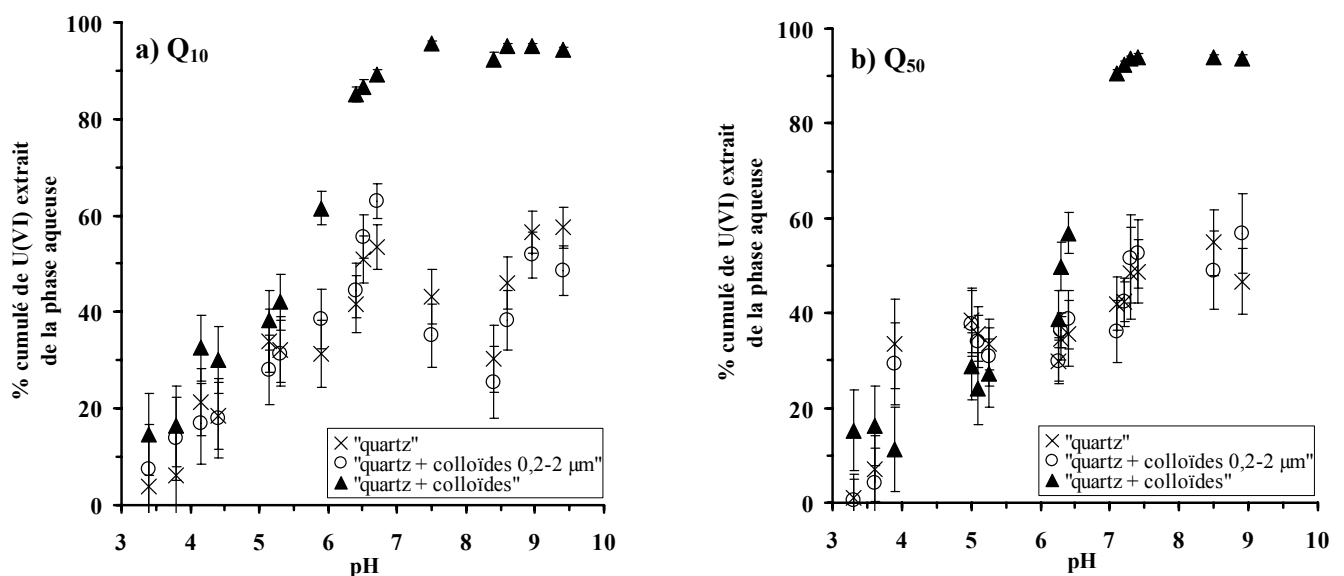 a) Q10
% cumulé de U(VI) extrait
de la phase aqueuse
100
80
60
40
20
0
3 4 5 6 7 8 9 10
pH
"quartz"
"quartz + colloïdes 0,2-2 μm"
"quartz + colloïdes"
b) Q50
% cumulé de U(VI) extrait
de la phase aqueuse
100
80
60
40
20
0
3 4 5 6 7 8 9 10
pH
"quartz"
"quartz + colloïdes 0,2-2 μm"
"quartz + colloïdes"